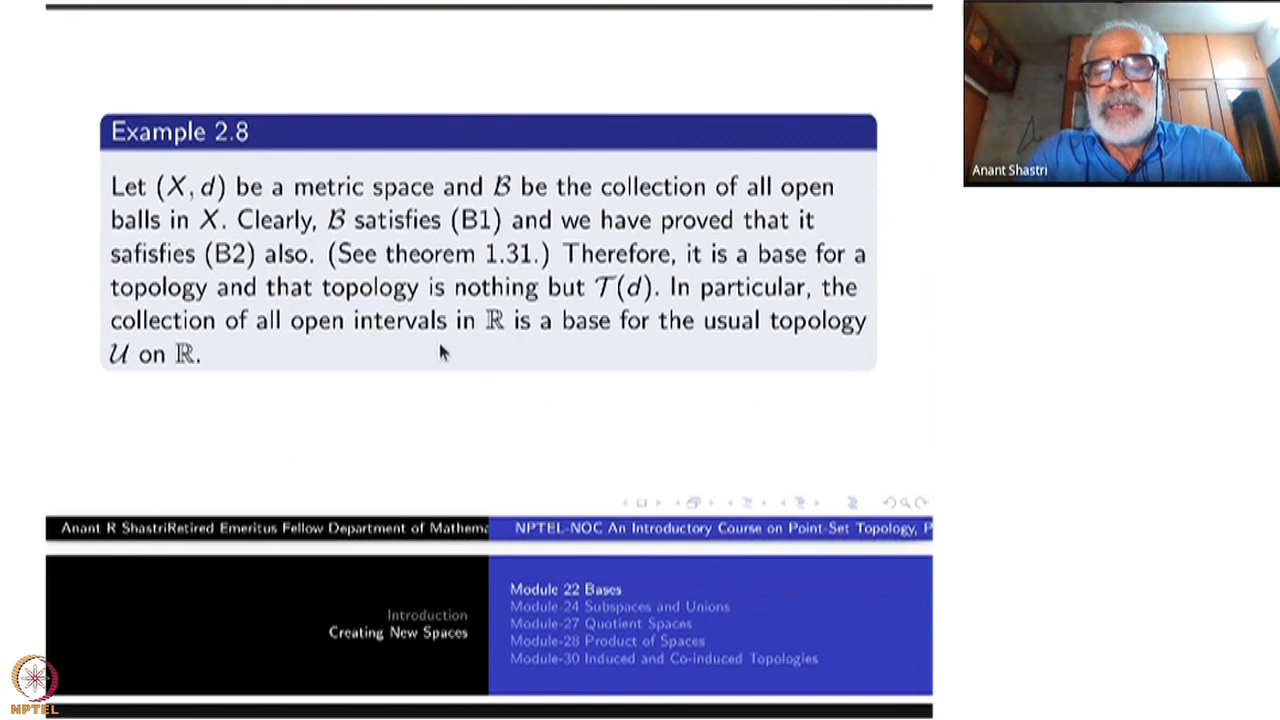 Example 2.8
Let (X, d) be a metric space and ℬ be the collection of all open
balls in X. Clearly, ℬ satisfies (B1) and we have proved that it
safisfies (B2) also. (See theorem 1.31.) Therefore, it is a base for a
topology and that topology is nothing but 𝒯(d). In particular, the
collection of all open intervals in ℝ is a base for the usual topology
𝒰 on ℝ.
Anant Shastri
Anant R ShastriRetired Emeritus Fellow Department of Mathema
NPTEL-NOC An Introductory Course on Point-Set Topology, P
Introduction
Creating New Spaces
Module 22 Bases
Module-24 Subspaces and Unions
Module-27 Quotient Spaces
Module-28 Product of Spaces
Module-30 Induced and Co-induced Topologies
NPTEL